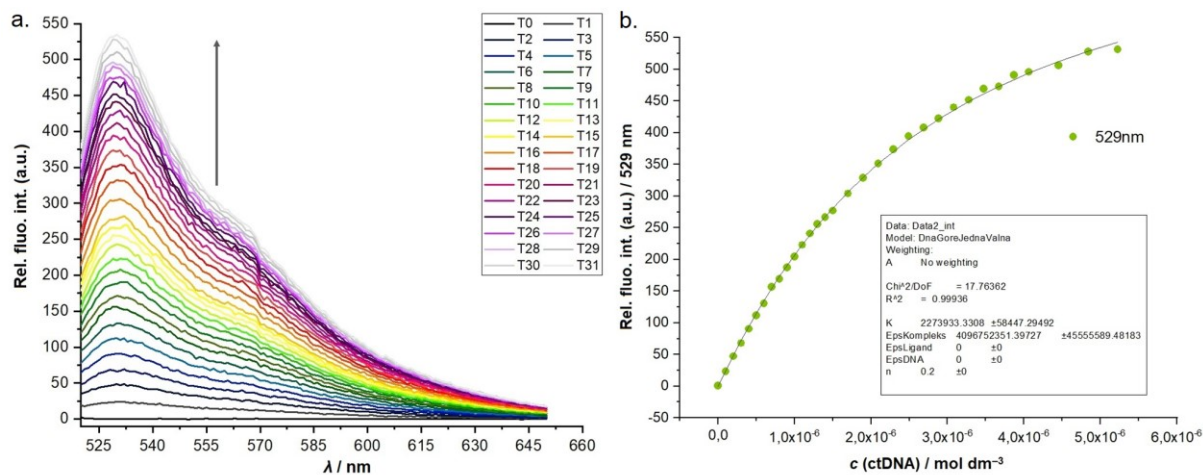 a.
Rel. fluo. int. (a.u.)
550
500
450
400
350
300
250
200
150
100
50
0
525 540 555 570 585 600 615 630 645 660
λ / nm
T0 T1
T2 T3
T4 T5
T6 T7
T8 T9
T10 T11
T12 T13
T14 T15
T16 T17
T18 T19
T20 T21
T22 T23
T24 T25
T26 T27
T28 T29
T30 T31
b.
Rel. fluo. int. (a.u.) / 529 nm
550
500
450
400
350
300
250
200
150
100
50
0
-50
529nm
Data: Data2_int
Model: DnaGoreJednaValna
Weighting:
A No weighting
Chi^2/DoF = 17.76362
R^2 = 0.99936
K 2273933.3308 ±58447.29492
EpsKompleks 4096752351.39727 ±45555589.48183
EpsLigand 0 ±0
EpsDNA 0 ±0
n 0.2 ±0
0,0 1,0x10⁻⁶ 2,0x10⁻⁶ 3,0x10⁻⁶ 4,0x10⁻⁶ 5,0x10⁻⁶ 6,0x10⁻⁶
c (ctDNA) / mol dm⁻³